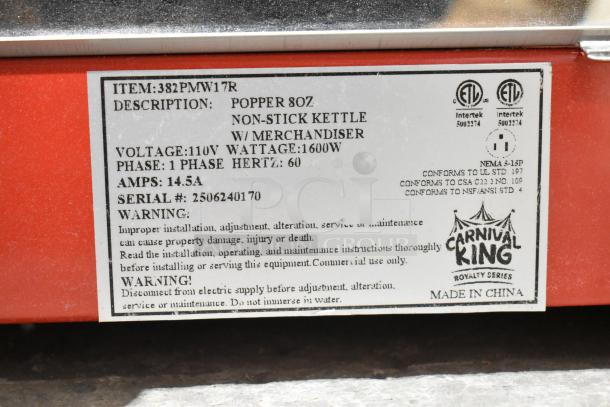 ITEM:382PMW17R
DESCRIPTION: POPPER 8OZ
NON-STICK KETTLE
W/ MERCHANDISER
VOLTAGE:110V WATTAGE:1600W
PHASE: 1 PHASE HERTZ: 60
AMPS: 14.5A
SERIAL #: 2506240170
WARNING:
Improper installation, adjustment, alteration, service or maintenance
can cause property damage, injury or death.
Read the installation, operating, and maintenance instructions thoroughly
before installing or serving this equipment.Commercial use only.
WARNING!
Disconnect from electric supply before adjustment, alteration,
service or maintenance. Do not immerse in water.
ETL ETL
Intertek Intertek
5002274 5002274
NEMA 5-15P
CONFORMS TO UL STD. 197
CONFORMS TO CSA C22.2 NO. 109
CONFORMS TO NSF/ANSI STD. 4
CARNIVAL
KING
ROYALTY SERIES
MADE IN CHINA